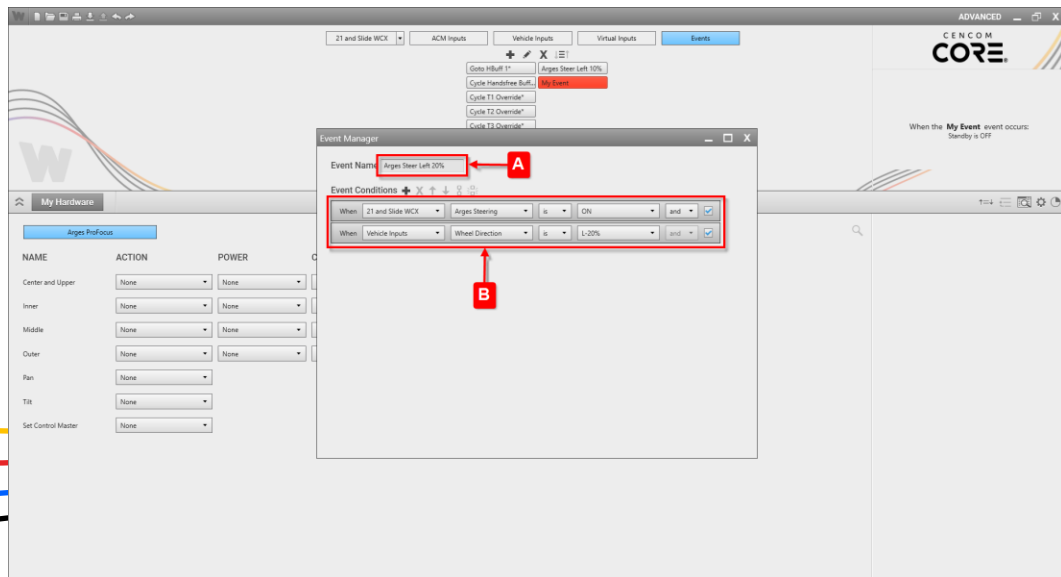 ADVANCED
21 and Slide WCX ACM Inputs Vehicle Inputs Virtual Inputs Events
CENCOM
CORE
Goto HBuff 1* Arges Steer Left 10%
Cycle Handsfree Buff... My Event
Cycle T1 Override*
Cycle T2 Override*
Cycle T3 Override*
When the My Event event occurs:
Standby is OFF
Event Manager
Event Name Arges Steer Left 20% A
Event Conditions
When 21 and Slide WCX Arges Steering is ON and
When Vehicle Inputs Wheel Direction is L-20% and
B
My Hardware
Arges ProFocus
NAME ACTION POWER C
Center and Upper None None
Inner None None
Middle None None
Outer None None
Pan None
Tilt None
Set Control Master None